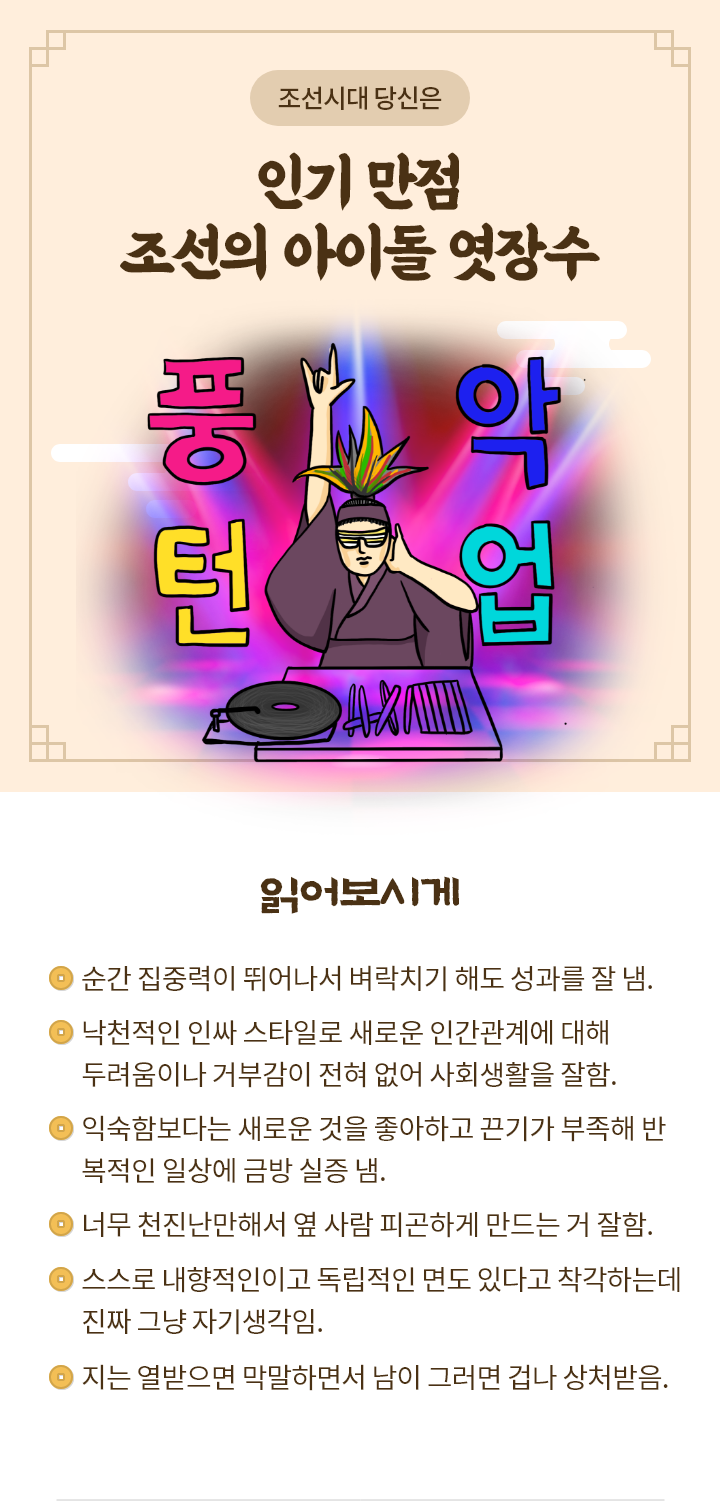 조선시대 당신은
인기 만점
조선의 아이돌 엿장수
풍 악
턴 업
읽어보시게
순간 집중력이 뛰어나서 벼락치기 해도 성과를 잘 냄.
낙천적인 인싸 스타일로 새로운 인간관계에 대해
두려움이나 거부감이 전혀 없어 사회생활을 잘함.
익숙함보다는 새로운 것을 좋아하고 끈기가 부족해 반
복적인 일상에 금방 실증 냄.
너무 천진난만해서 옆 사람 피곤하게 만드는 거 잘함.
스스로 내향적인이고 독립적인 면도 있다고 착각하는데
진짜 그냥 자기생각임.
지는 열받으면 막말하면서 남이 그러면 겁나 상처받음.